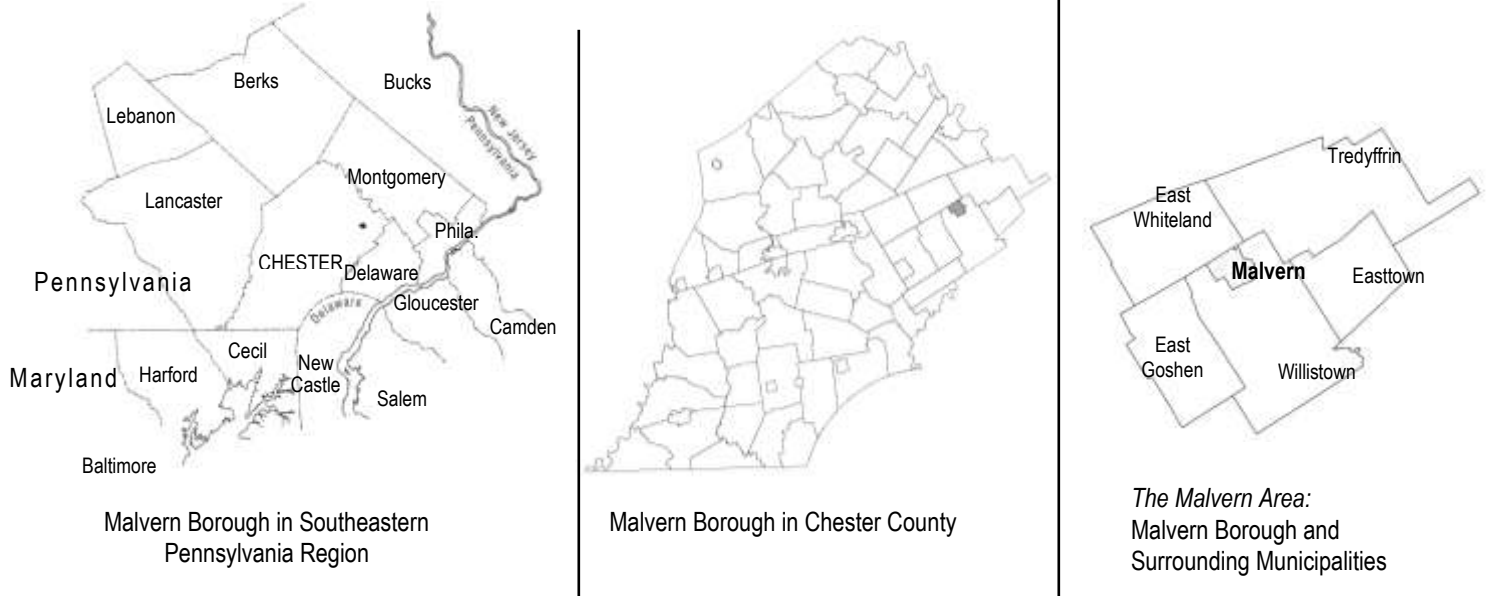 Berks
Bucks
Lebanon
New Jersey
Pennsylvania
Montgomery
Lancaster
Phila.
CHESTER
Delaware
Pennsylvania
Gloucester
Delaware
Camden
Cecil
New
Castle
Maryland
Harford
Salem
Baltimore
Malvern Borough in Southeastern
Pennsylvania Region
Malvern Borough in Chester County
Tredyffrin
East
Whiteland
Malvern
Easttown
East
Goshen
Willistown
The Malvern Area:
Malvern Borough and
Surrounding Municipalities